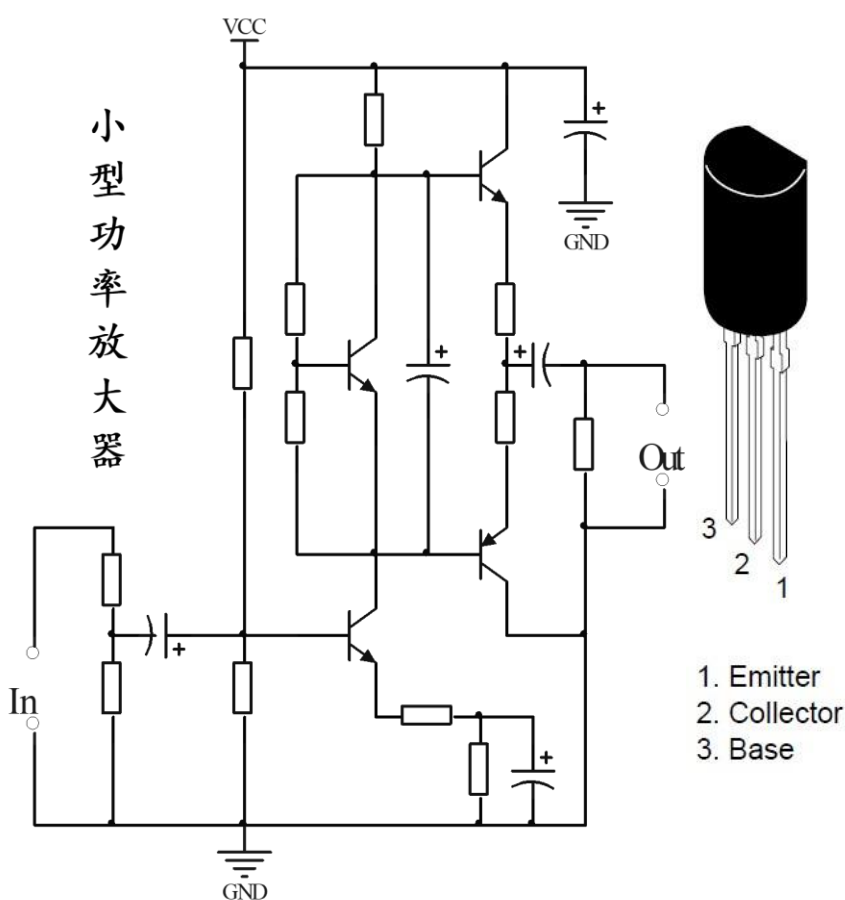 VCC
小型功率放大器
GND
Out
In
GND
3
2
1
1. Emitter
2. Collector
3. Base